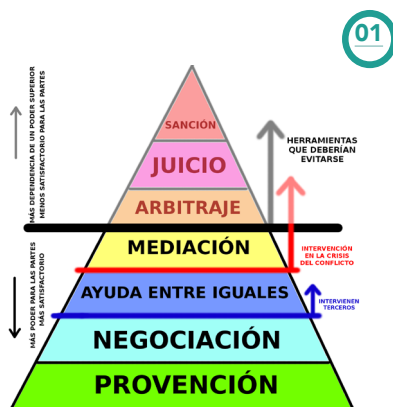 01
SANCIÓN
JUICIO
ARBITRAJE
MEDIACIÓN
AYUDA ENTRE IGUALES
NEGOCIACIÓN
PROVENCIÓN
MÁS DEPENDENCIA DE UN PODER SUPERIOR
MENOS SATISFACTORIO PARA LAS PARTES
MÁS PODER PARA LAS PARTES
MÁS SATISFACTORIO
HERRAMIENTAS
QUE DEBERÍAN
EVITARSE
INTERVENCIÓN
EN LA CRISIS
DEL CONFLICTO
INTERVIENEN
TERCEROS